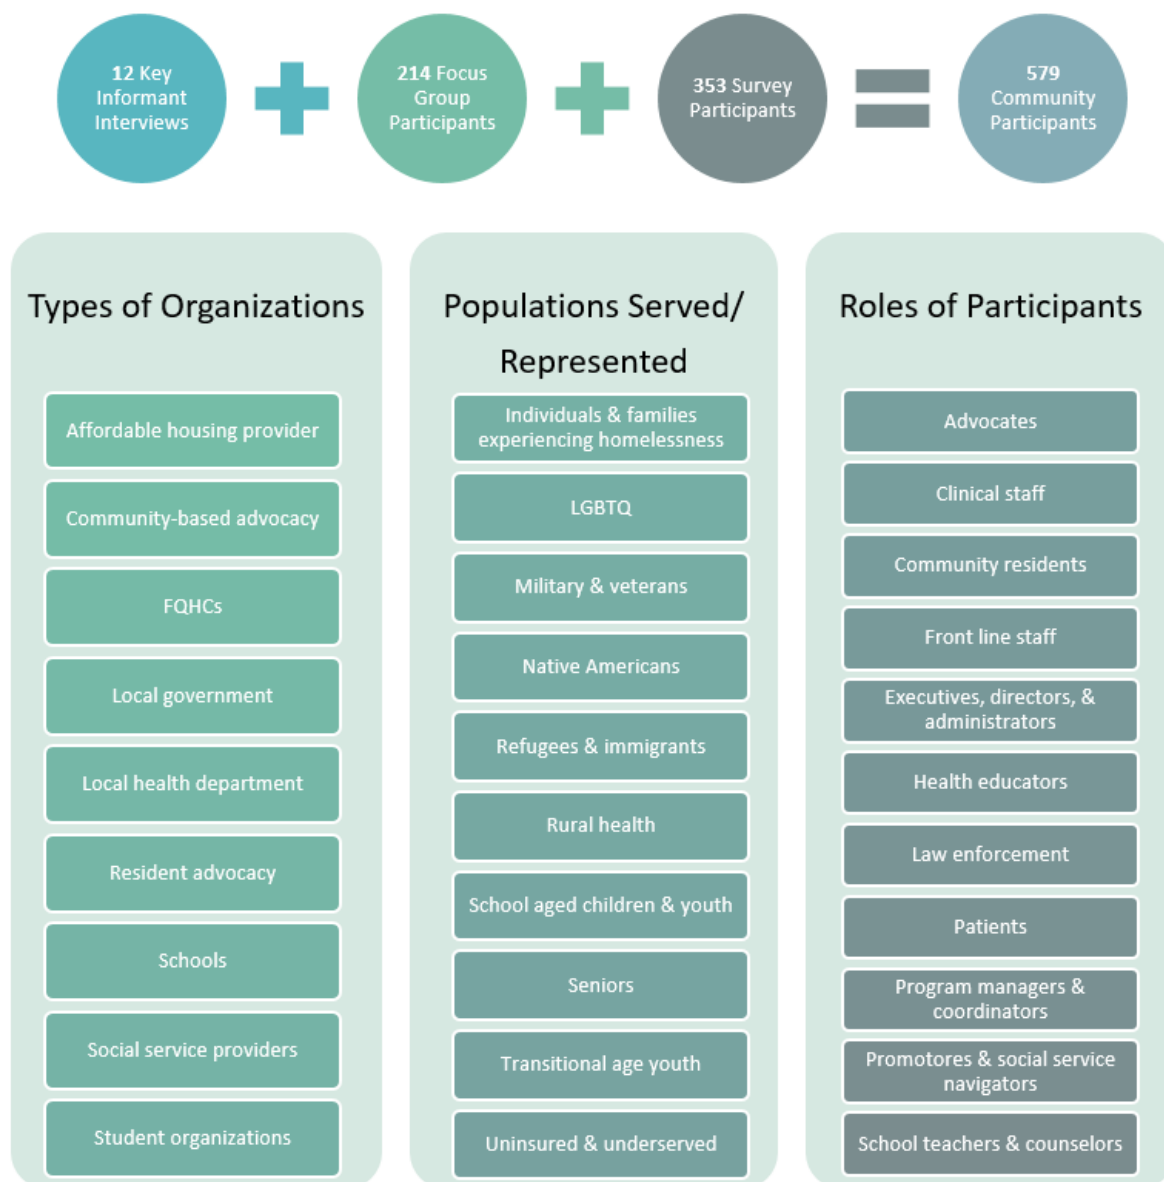 12 Key
Informant
Interviews
214 Focus
Group
Participants
353 Survey
Participants
579
Community
Participants
Types of Organizations
Affordable housing provider
Community-based advocacy
FQHCs
Local government
Local health department
Resident advocacy
Schools
Social service providers
Student organizations
Populations Served/
Represented
Individuals & families
experiencing homelessness
LGBTQ
Military & veterans
Native Americans
Refugees & immigrants
Rural health
School aged children & youth
Seniors
Transitional age youth
Uninsured & underserved
Roles of Participants
Advocates
Clinical staff
Community residents
Front line staff
Executives, directors, &
administrators
Health educators
Law enforcement
Patients
Program managers &
coordinators
Promotores & social service
navigators
School teachers & counselors